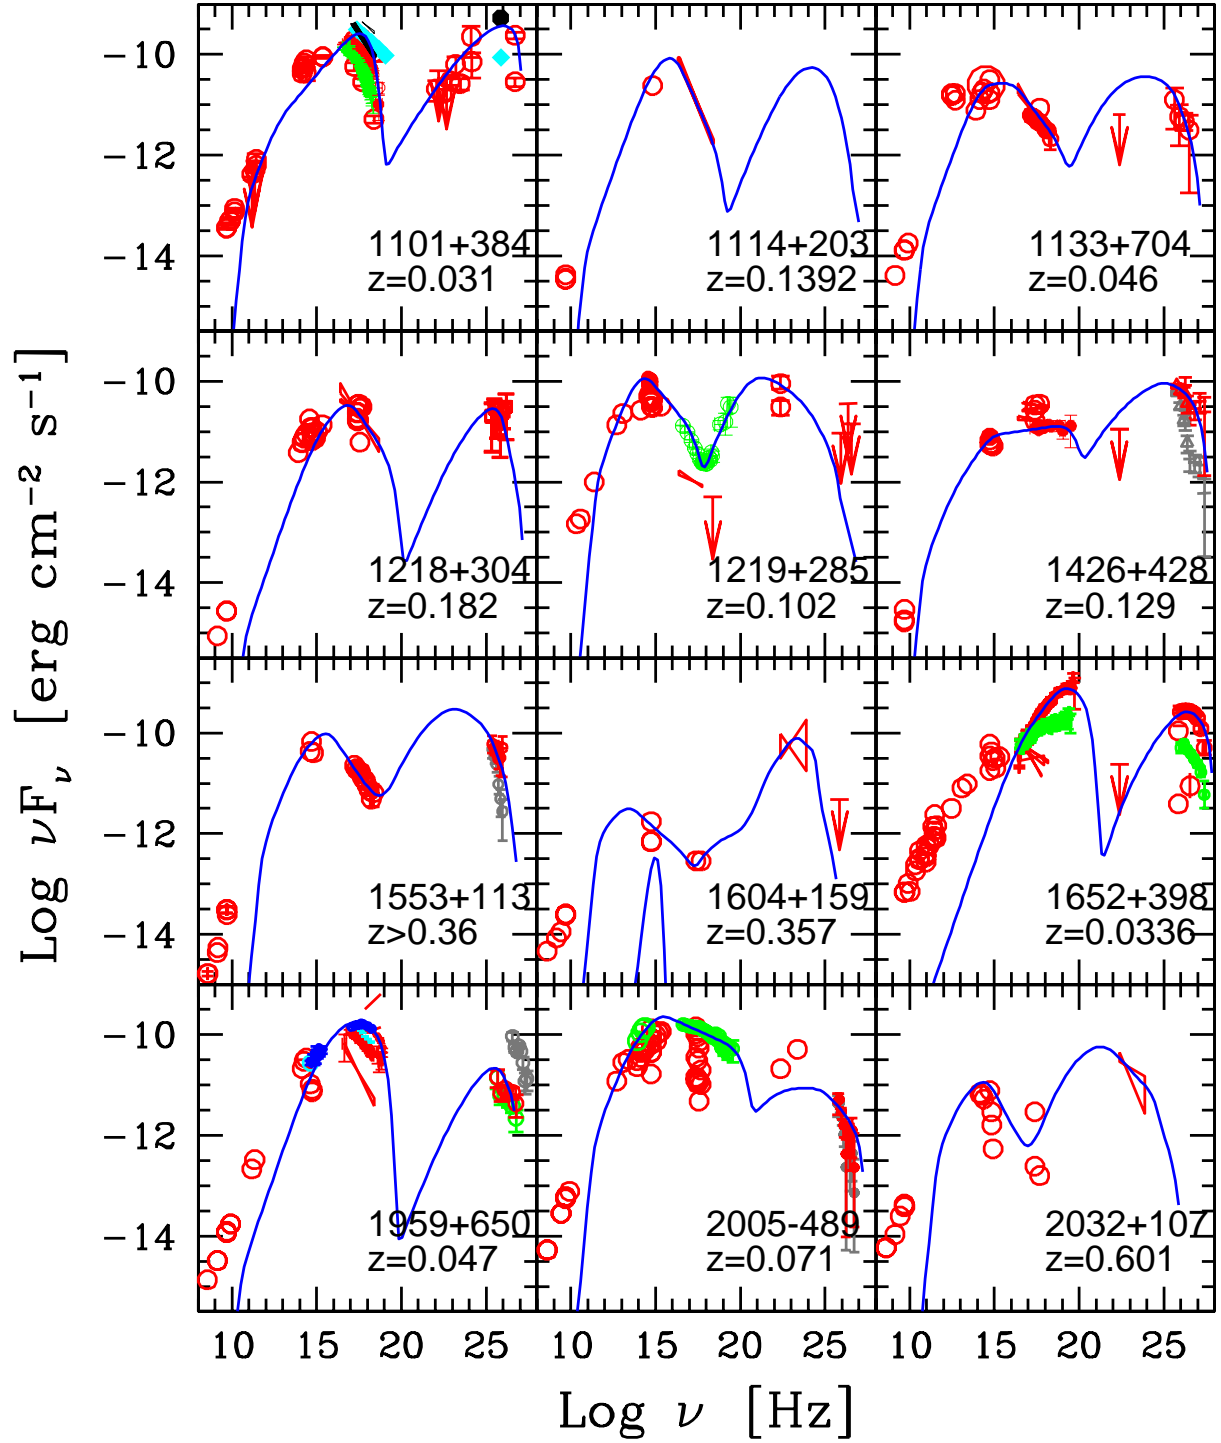 Log νFν [erg cm−2 s−1]
−10
−12
−14
1101+384
z=0.031
1114+203
z=0.1392
1133+704
z=0.046
−10
−12
−14
1218+304
z=0.182
1219+285
z=0.102
1426+428
z=0.129
−10
−12
−14
1553+113
z>0.36
1604+159
z=0.357
1652+398
z=0.0336
−10
−12
−14
1959+650
z=0.047
2005-489
z=0.071
2032+107
z=0.601
10 15 20 25 10 15 20 25 10 15 20 25
Log ν [Hz]